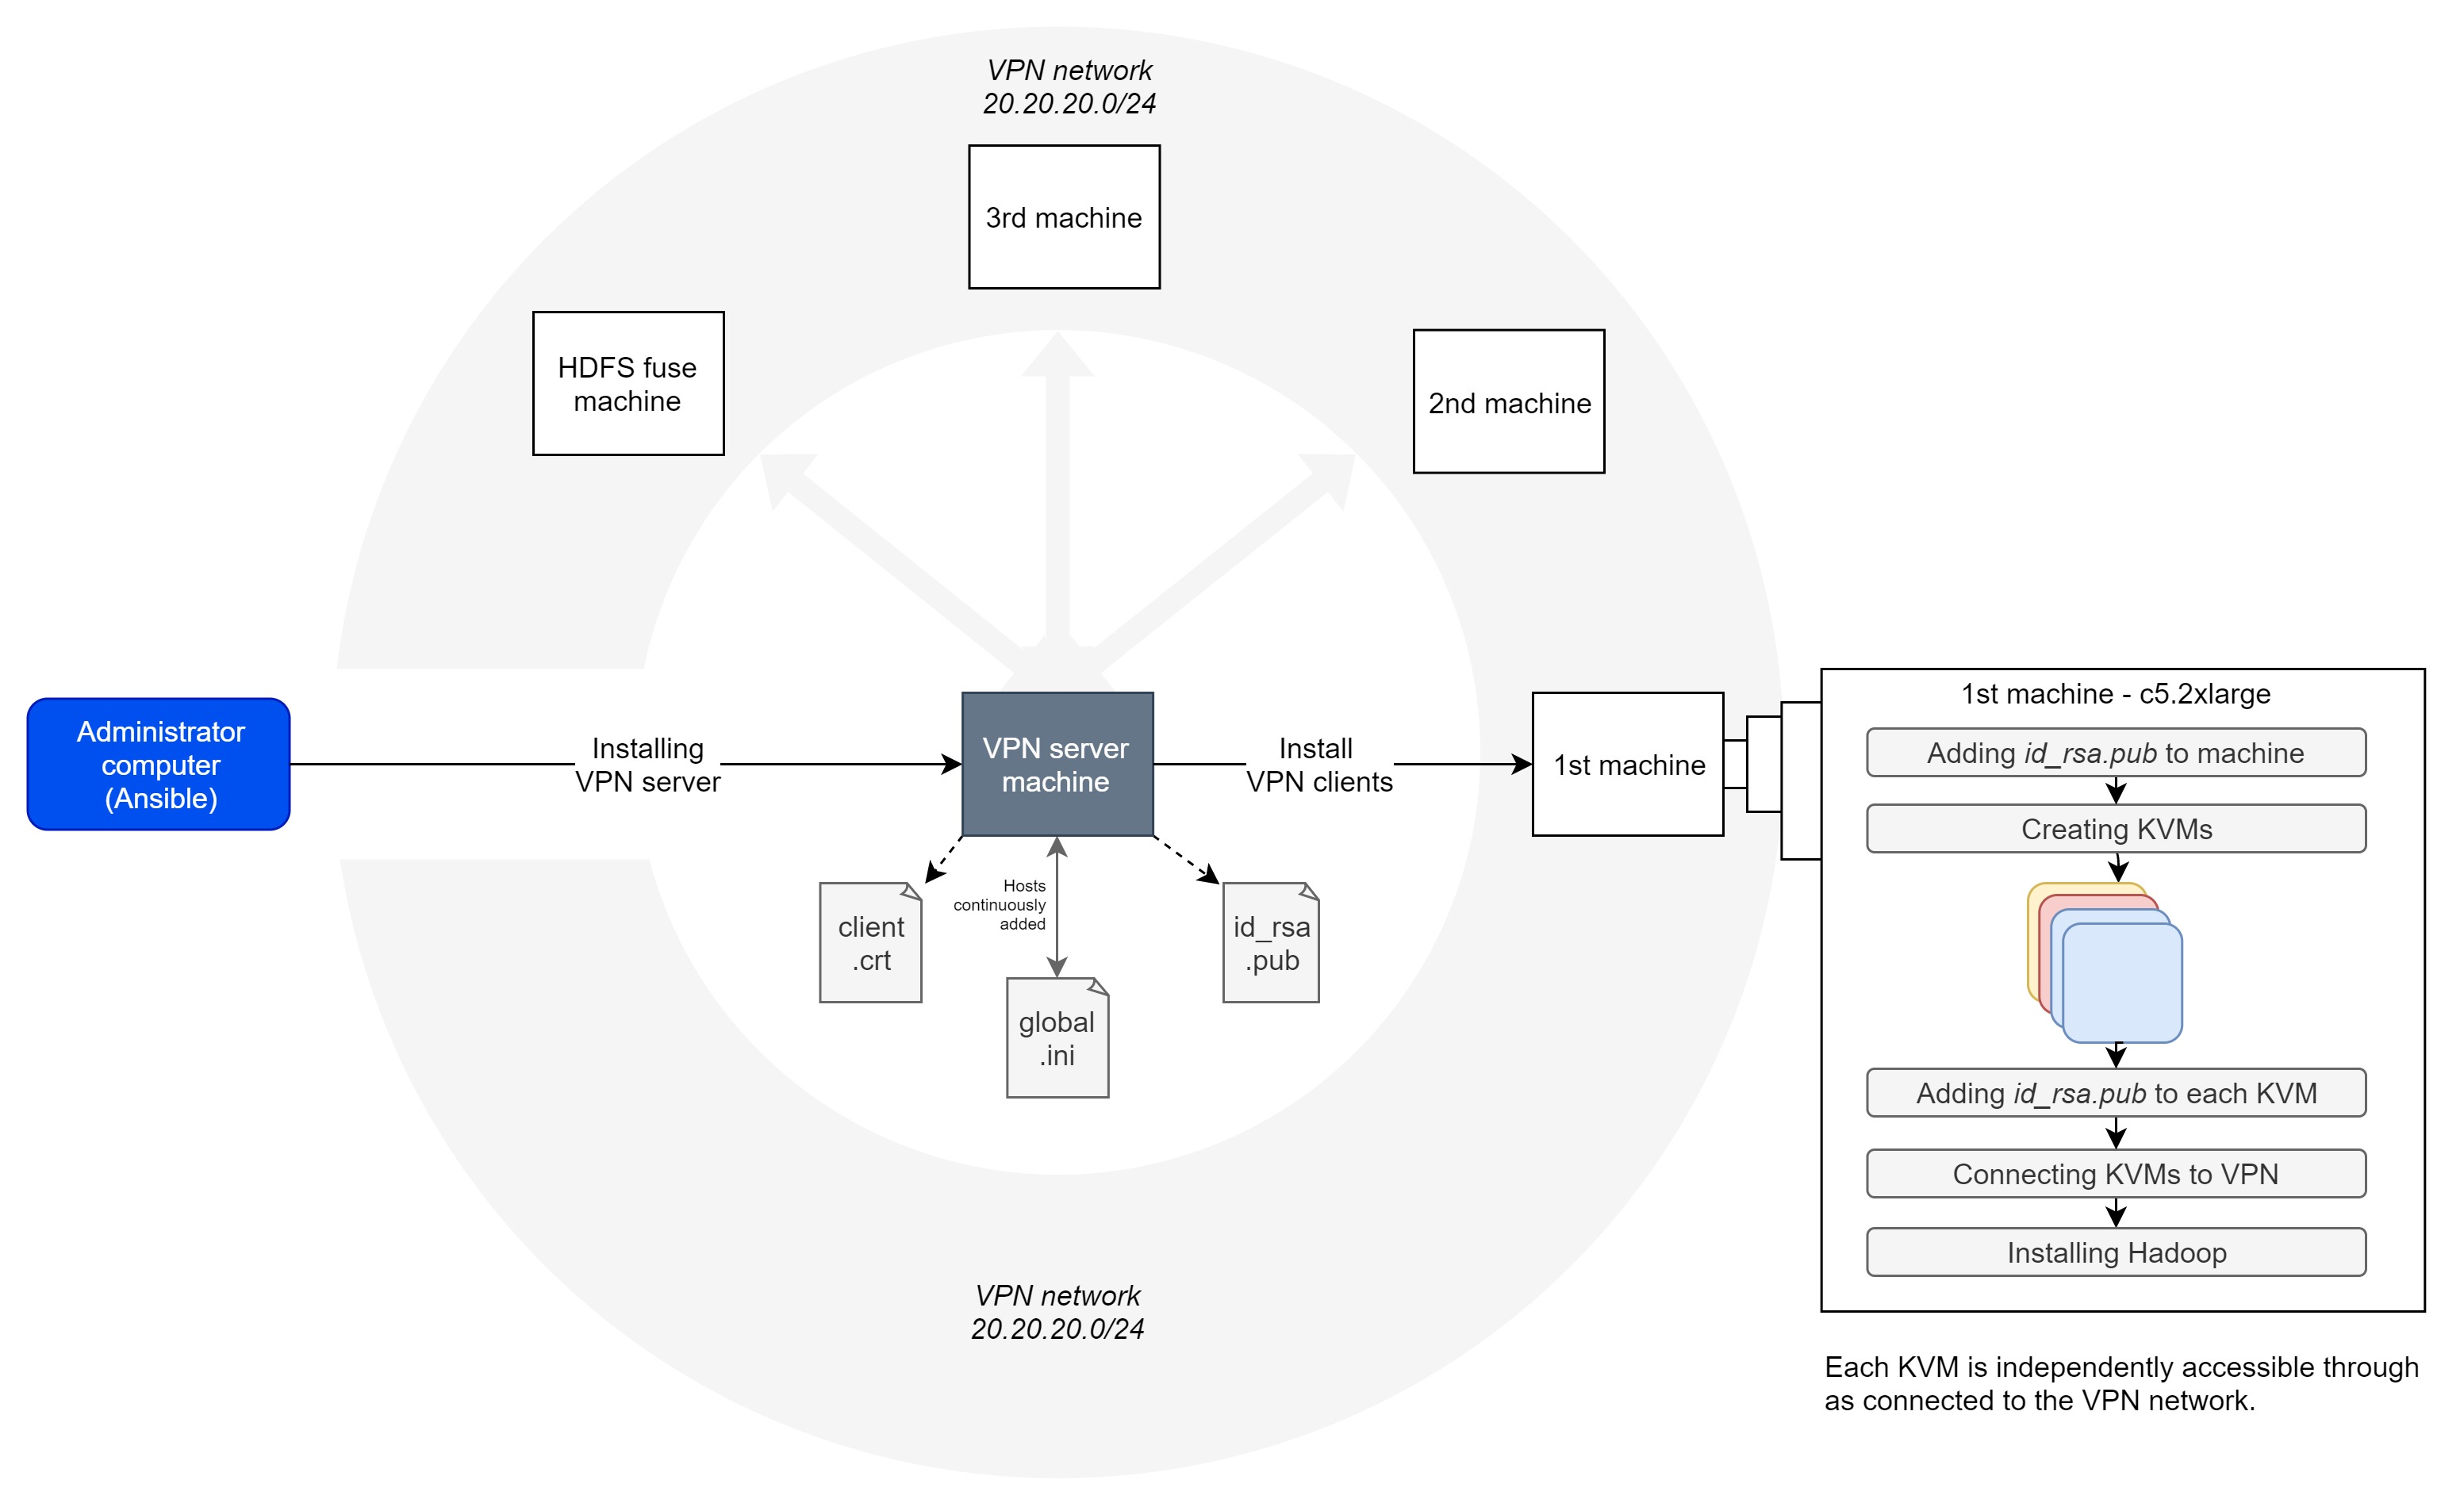 VPN network
20.20.20.0/24
3rd machine
HDFS fuse
machine
2nd machine
Administrator
computer
(Ansible)
Installing
VPN server
VPN server
machine
Install
VPN clients
1st machine
Hosts
continuously
added
client
.crt
global
.ini
id_rsa
.pub
1st machine - c5.2xlarge
Adding id_rsa.pub to machine
Creating KVMs
Adding id_rsa.pub to each KVM
Connecting KVMs to VPN
Installing Hadoop
Each KVM is independently accessible through
as connected to the VPN network.
VPN network
20.20.20.0/24